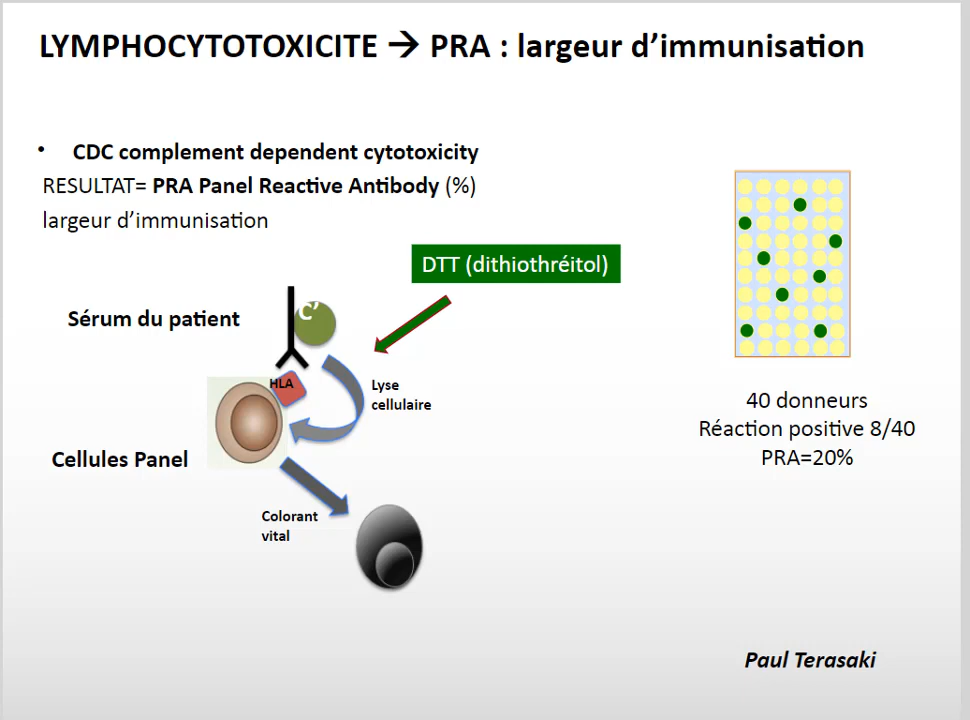 LYMPHOCYTOTOXICITE → PRA : largeur d’immunisation
• CDC complement dependent cytotoxicity
RESULTAT= PRA Panel Reactive Antibody (%)
largeur d’immunisation
DTT (dithiothréitol)
C’
Sérum du patient
HLA
Lyse
cellulaire
Cellules Panel
Colorant
vital
40 donneurs
Réaction positive 8/40
PRA=20%
Paul Terasaki